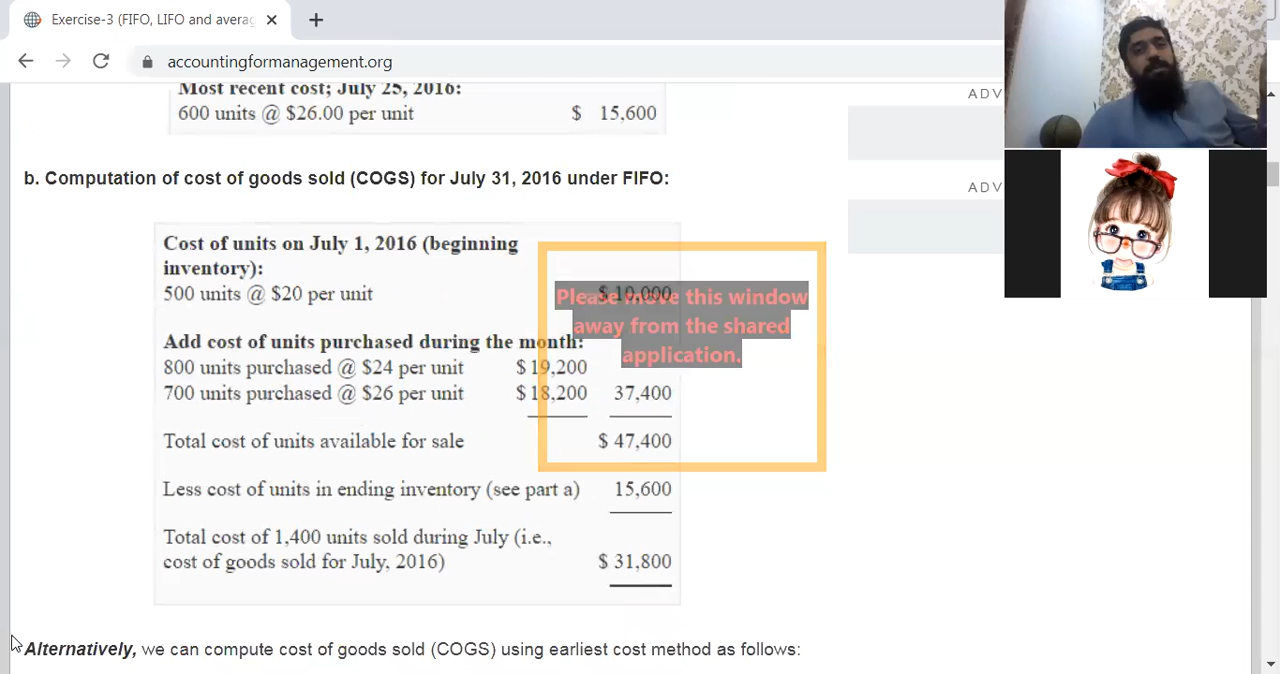 Exercise-3 (FIFO, LIFO and averag
accountingformanagement.org
ADV
Most recent cost; July 25, 2016:
600 units @ $26.00 per unit $ 15,600
b. Computation of cost of goods sold (COGS) for July 31, 2016 under FIFO:
ADV
Cost of units on July 1, 2016 (beginning
inventory):
500 units @ $20 per unit $ 10,000
Please move this window
away from the shared
application.
Add cost of units purchased during the month:
800 units purchased @ $24 per unit $ 19,200
700 units purchased @ $26 per unit $ 18,200 37,400
Total cost of units available for sale $ 47,400
Less cost of units in ending inventory (see part a) 15,600
Total cost of 1,400 units sold during July (i.e.,
cost of goods sold for July, 2016) $ 31,800
Alternatively, we can compute cost of goods sold (COGS) using earliest cost method as follows: